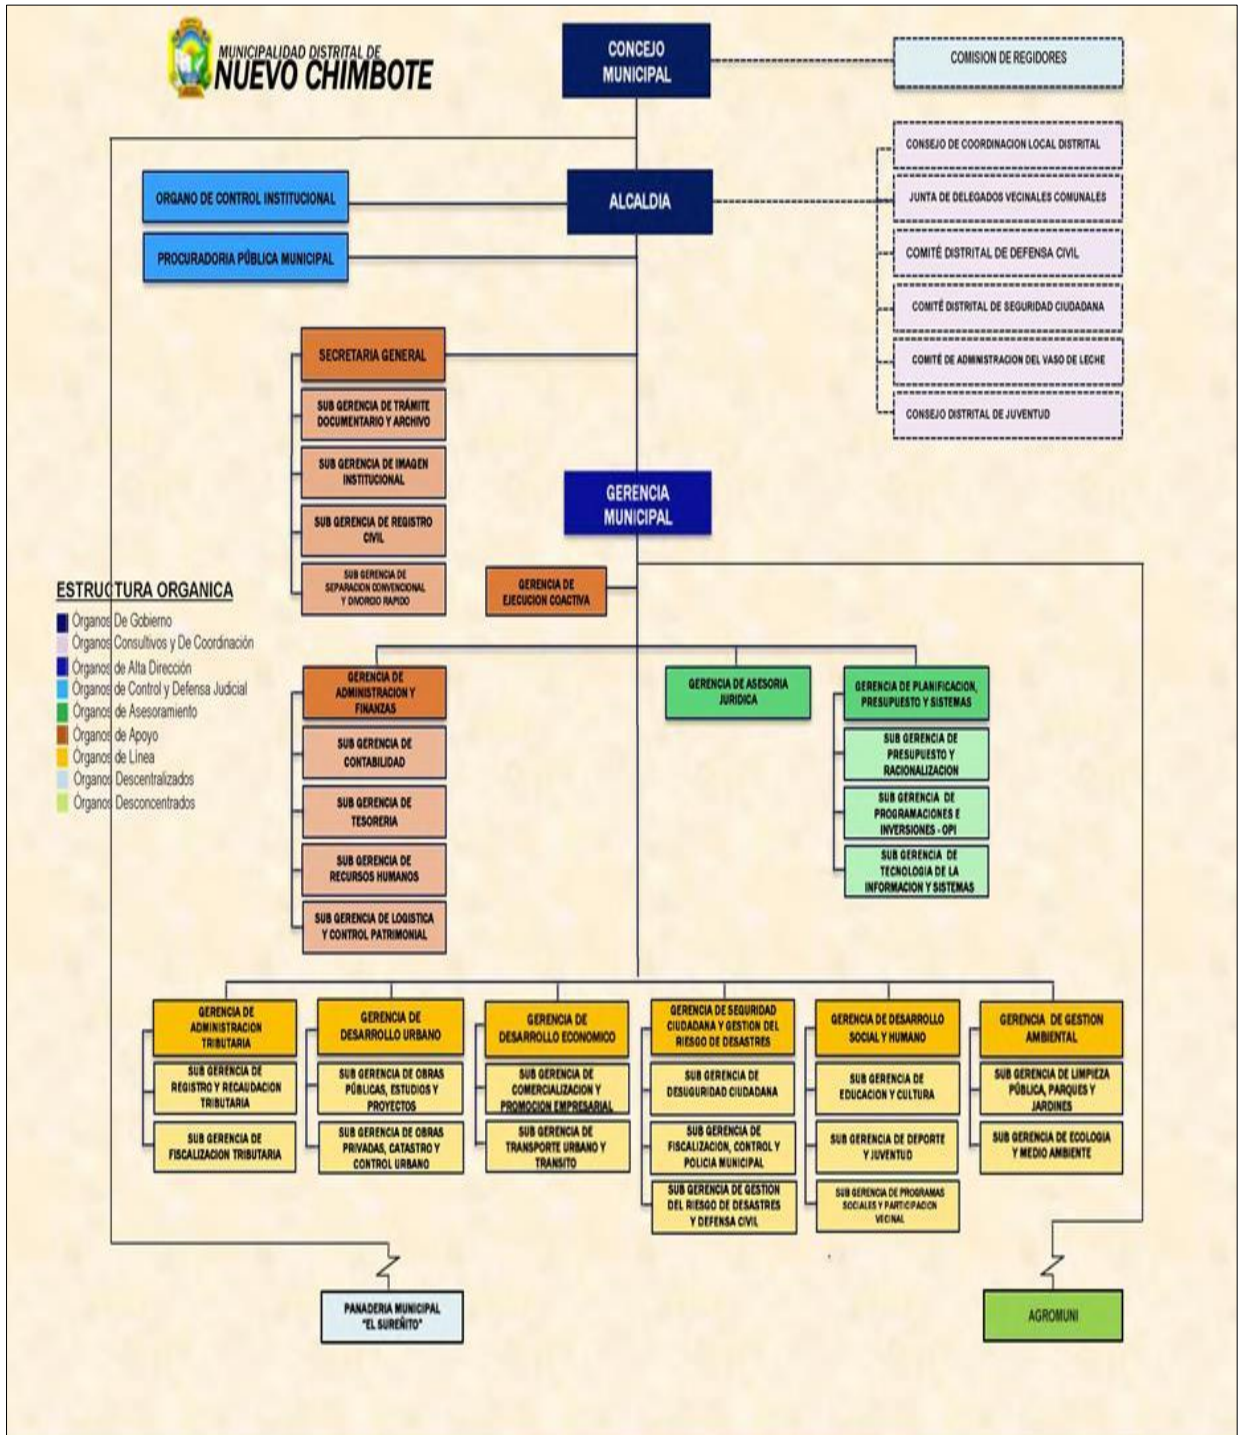 MUNICIPALIDAD DISTRITAL DE
NUEVO CHIMBOTE
CONCEJO
MUNICIPAL
COMISION DE REGIDORES
CONSEJO DE COORDINACION LOCAL DISTRITAL
ORGANO DE CONTROL INSTITUCIONAL
ALCALDIA
JUNTA DE DELEGADOS VECINALES COMUNALES
PROCURADORIA PÚBLICA MUNICIPAL
COMITÉ DISTRITAL DE DEFENSA CIVIL
COMITÉ DISTRITAL DE SEGURIDAD CIUDADANA
COMITÉ DE ADMINISTRACION DEL VASO DE LECHE
CONSEJO DISTRITAL DE JUVENTUD
SECRETARIA GENERAL
SUB GERENCIA DE TRÁMITE
DOCUMENTARIO Y ARCHIVO
SUB GERENCIA DE IMAGEN
INSTITUCIONAL
SUB GERENCIA DE REGISTRO
CIVIL
SUB GERENCIA DE
SEPARACION CONVENCIONAL
Y DIVORCIO RAPIDO
GERENCIA
MUNICIPAL
GERENCIA DE
EJECUCION COACTIVA
ESTRUCTURA ORGANICA
Órganos De Gobierno
Órganos Consultivos y De Coordinación
Órganos de Alta Dirección
Órganos de Control y Defensa Judicial
Órganos de Asesoramiento
Órganos de Apoyo
Órganos de Línea
Órganos Descentralizados
Órganos Desconcentrados
GERENCIA DE
ADMINISTRACION Y
FINANZAS
SUB GERENCIA DE
CONTABILIDAD
SUB GERENCIA DE
TESORERIA
SUB GERENCIA DE
RECURSOS HUMANOS
SUB GERENCIA DE LOGISTICA
Y CONTROL PATRIMONIAL
GERENCIA DE ASESORIA
JURIDICA
GERENCIA DE PLANIFICACION,
PRESUPUESTO Y SISTEMAS
SUB GERENCIA DE
PRESUPUESTO Y
RACIONALIZACION
SUB GERENCIA DE
PROGRAMACIONES E
INVERSIONES - OPI
SUB GERENCIA DE
TECNOLOGIA DE LA
INFORMACION Y SISTEMAS
GERENCIA DE
ADMINISTRACION
TRIBUTARIA
SUB GERENCIA DE
REGISTRO Y RECAUDACION
TRIBUTARIA
SUB GERENCIA DE
FISCALIZACION TRIBUTARIA
GERENCIA DE
DESARROLLO URBANO
SUB GERENCIA DE OBRAS
PÚBLICAS, ESTUDIOS Y
PROYECTOS
SUB GERENCIA DE OBRAS
PRIVADAS, CATASTRO Y
CONTROL URBANO
GERENCIA DE
DESARROLLO ECONOMICO
SUB GERENCIA DE
COMERCIALIZACION Y
PROMOCION EMPRESARIAL
SUB GERENCIA DE
TRANSPORTE URBANO Y
TRANSITO
GERENCIA DE SEGURIDAD
CIUDADANA Y GESTION DEL
RIESGO DE DESASTRES
SUB GERENCIA DE
DESUGURIDAD CIUDADANA
SUB GERENCIA DE
FISCALIZACION, CONTROL Y
POLICIA MUNICIPAL
SUB GERENCIA DE GESTION
DEL RIESGO DE DESASTRES
Y DEFENSA CIVIL
GERENCIA DE DESARROLLO
SOCIAL Y HUMANO
SUB GERENCIA DE
EDUCACION Y CULTURA
SUB GERENCIA DE DEPORTE
Y JUVENTUD
SUB GERENCIA DE PROGRAMAS
SOCIALES Y PARTICIPACION
VECINAL
GERENCIA DE GESTION
AMBIENTAL
SUB GERENCIA DE LIMPIEZA
PÚBLICA, PARQUES Y
JARDINES
SUB GERENCIA DE ECOLOGIA
Y MEDIO AMBIENTE
PANADERIA MUNICIPAL
"EL SUREÑITO"
AGROMUNI